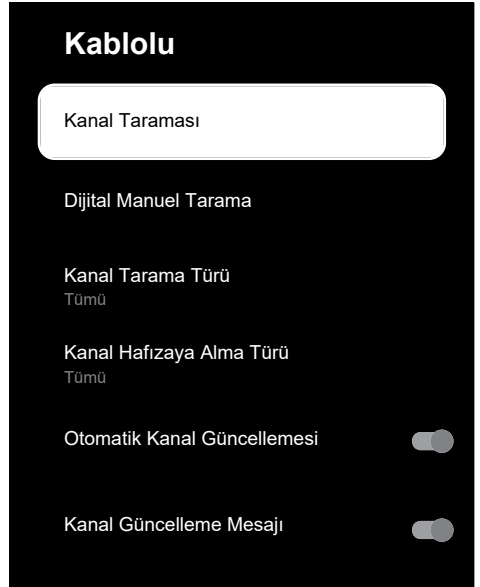 Kablolu
Kanal Taraması
Dijital Manuel Tarama
Kanal Tarama Türü
Tümü
Kanal Hafızaya Alma Türü
Tümü
Otomatik Kanal Güncellemesi
Kanal Güncelleme Mesajı